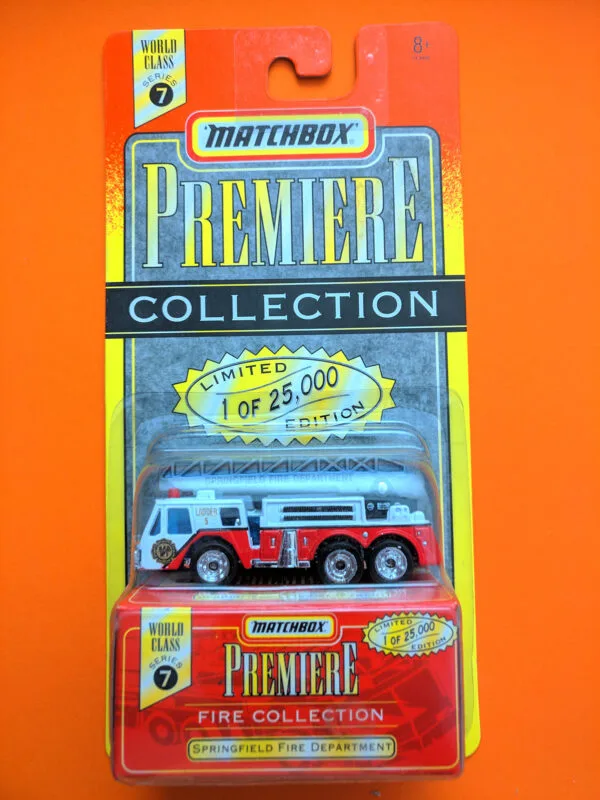 WORLD
CLASS
SERIES
7
8+
MATCHBOX
PREMIERE
COLLECTION
LIMITED
1 OF 25,000
EDITION
SPRINGFIELD FIRE DEPARTMENT
LADDER
5
WORLD
CLASS
SERIES
7
MATCHBOX
LIMITED
1 OF 25,000
EDITION
PREMIERE
FIRE COLLECTION
SPRINGFIELD FIRE DEPARTMENT